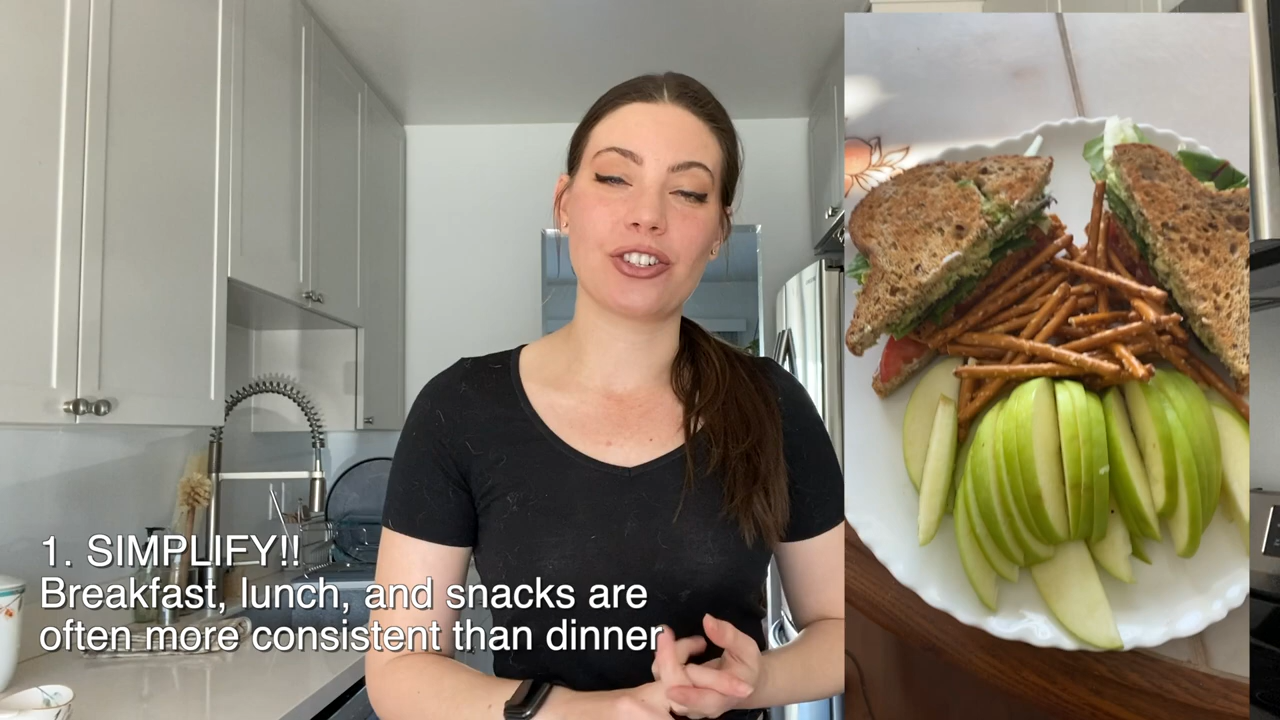 1. SIMPLIFY!!
Breakfast, lunch, and snacks are
often more consistent than dinner